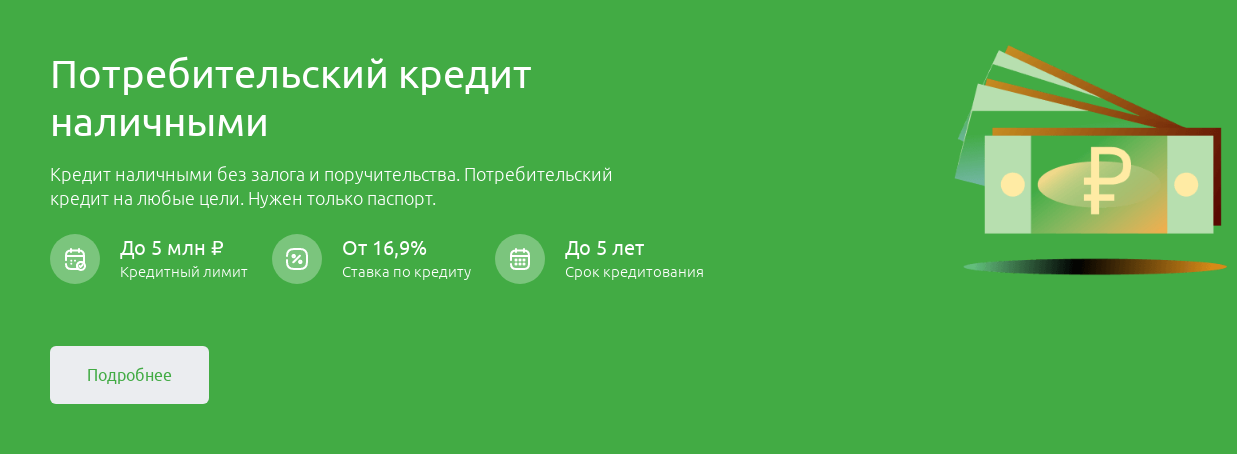 Потребительский кредит
наличными
Кредит наличными без залога и поручительства. Потребительский
кредит на любые цели. Нужен только паспорт.
До 5 млн ₽
Кредитный лимит
От 16,9%
Ставка по кредиту
До 5 лет
Срок кредитования
Подробнее
₽